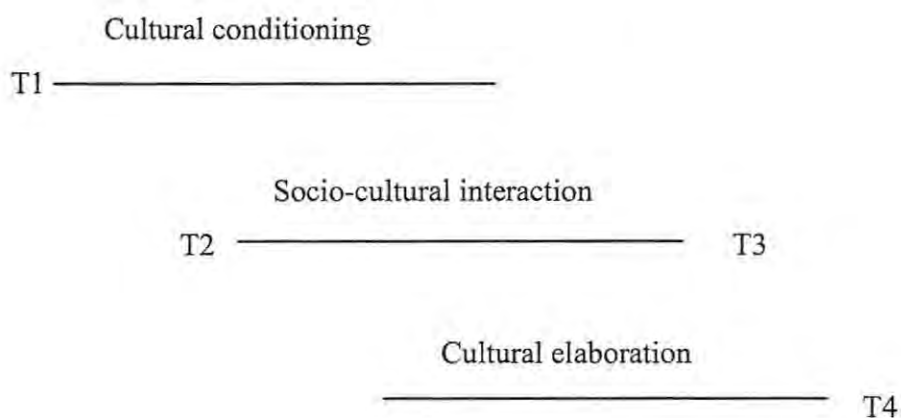 Cultural conditioning
T1
Socio-cultural interaction
T2 T3
Cultural elaboration
T4